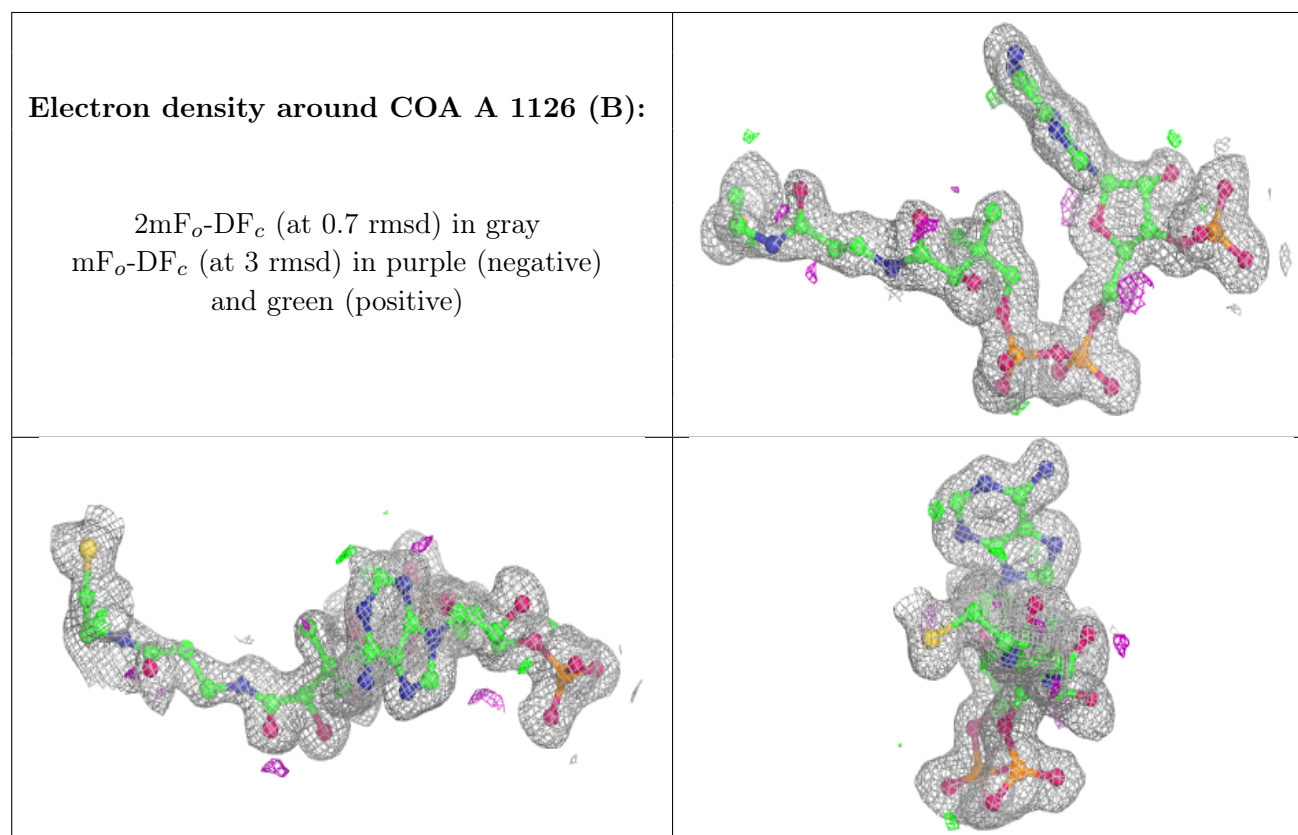 Electron density around COA A 1126 (B):
2mFₒ-DF𝒸 (at 0.7 rmsd) in gray
mFₒ-DF𝒸 (at 3 rmsd) in purple (negative)
and green (positive)